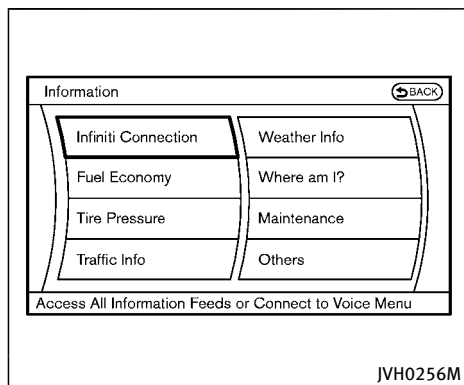 Information
BACK
Infiniti Connection
Weather Info
Fuel Economy
Where am I?
Tire Pressure
Maintenance
Traffic Info
Others
Access All Information Feeds or Connect to Voice Menu
JVH0256M